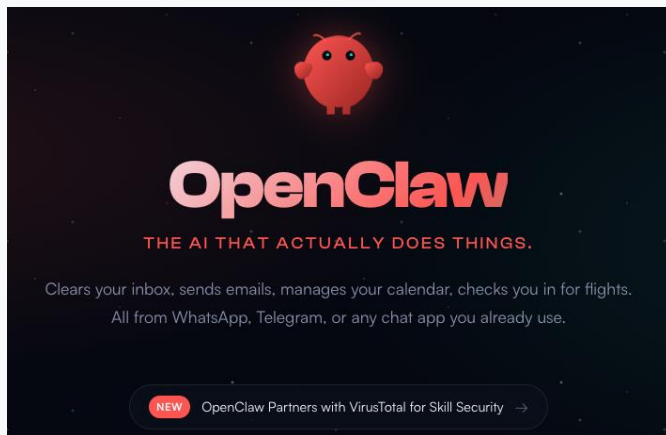 OpenClaw
THE AI THAT ACTUALLY DOES THINGS.
Clears your inbox, sends emails, manages your calendar, checks you in for flights.
All from WhatsApp, Telegram, or any chat app you already use.
NEW OpenClaw Partners with VirusTotal for Skill Security →